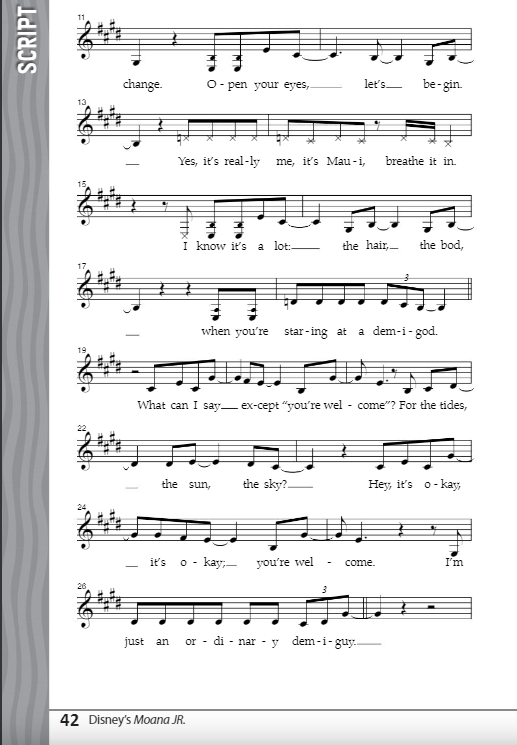 SCRIPT
11
change. O - pen your eyes, let's be - gin.
13
Yes, it's real - ly me, it's Mau - i, breathe it in.
15
I know it's a lot: the hair, the bod,
17
3
when you're star - ing at a dem - i - god.
19
What can I say ex - cept "you're wel - come"? For the tides,
22
the sun, the sky? Hey, it's o - kay,
24
it's o - kay; you're wel - come. I'm
26
3
just an or - di - nar - y dem - i - guy.
42 Disney's Moana JR.